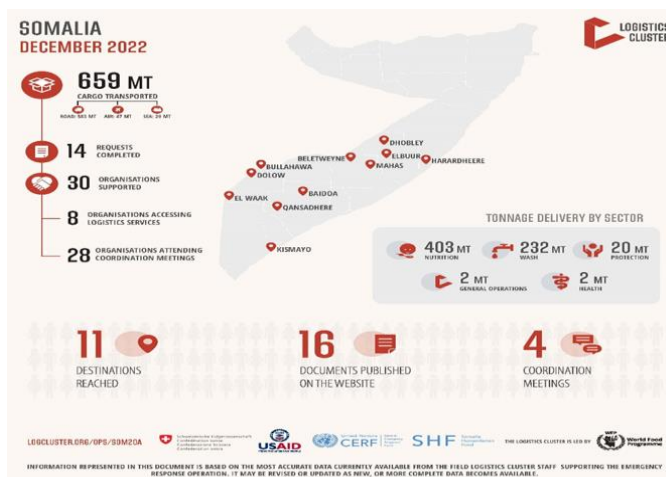 SOMALIA
DECEMBER 2022
LOGISTICS
CLUSTER
659 MT
CARGO TRANSPORTED
14 REQUESTS
COMPLETED
30 ORGANISATIONS
SUPPORTED
8 ORGANISATIONS ACCESSING
LOGISTICS SERVICES
28 ORGANISATIONS ATTENDING
COORDINATION MEETINGS
DHOBLEY
BELETWEYNE
ELBUUR
MAHAS
HARARDHEERE
BULLAHAWA
DOLOW
EL WAAK
BAIDOA
QANSADHERE
KISMAYO
TONNAGE DELIVERY BY SECTOR
403 MT
NUTRITION
232 MT
WASH
20 MT
PROTECTION
2 MT
GENERAL OPERATIONS
2 MT
HEALTH
11
DESTINATIONS
REACHED
16
DOCUMENTS PUBLISHED
ON THE WEBSITE
4
COORDINATION
MEETINGS
LOGCLUSTER.ORG/OPS/SOM20A
USAID
CERF
SHF
THE LOGISTICS CLUSTER IS LED BY
World Food
Programme
INFORMATION REPRESENTED IN THIS DOCUMENT IS BASED ON THE MOST ACCURATE DATA CURRENTLY AVAILABLE FROM THE FIELD LOGISTICS CLUSTER STAFF SUPPORTING THE EMERGENCY
RESPONSE OPERATION. IT MAY BE REVISED OR UPDATED AS NEW, OR MORE COMPLETE DATA BECOMES AVAILABLE.